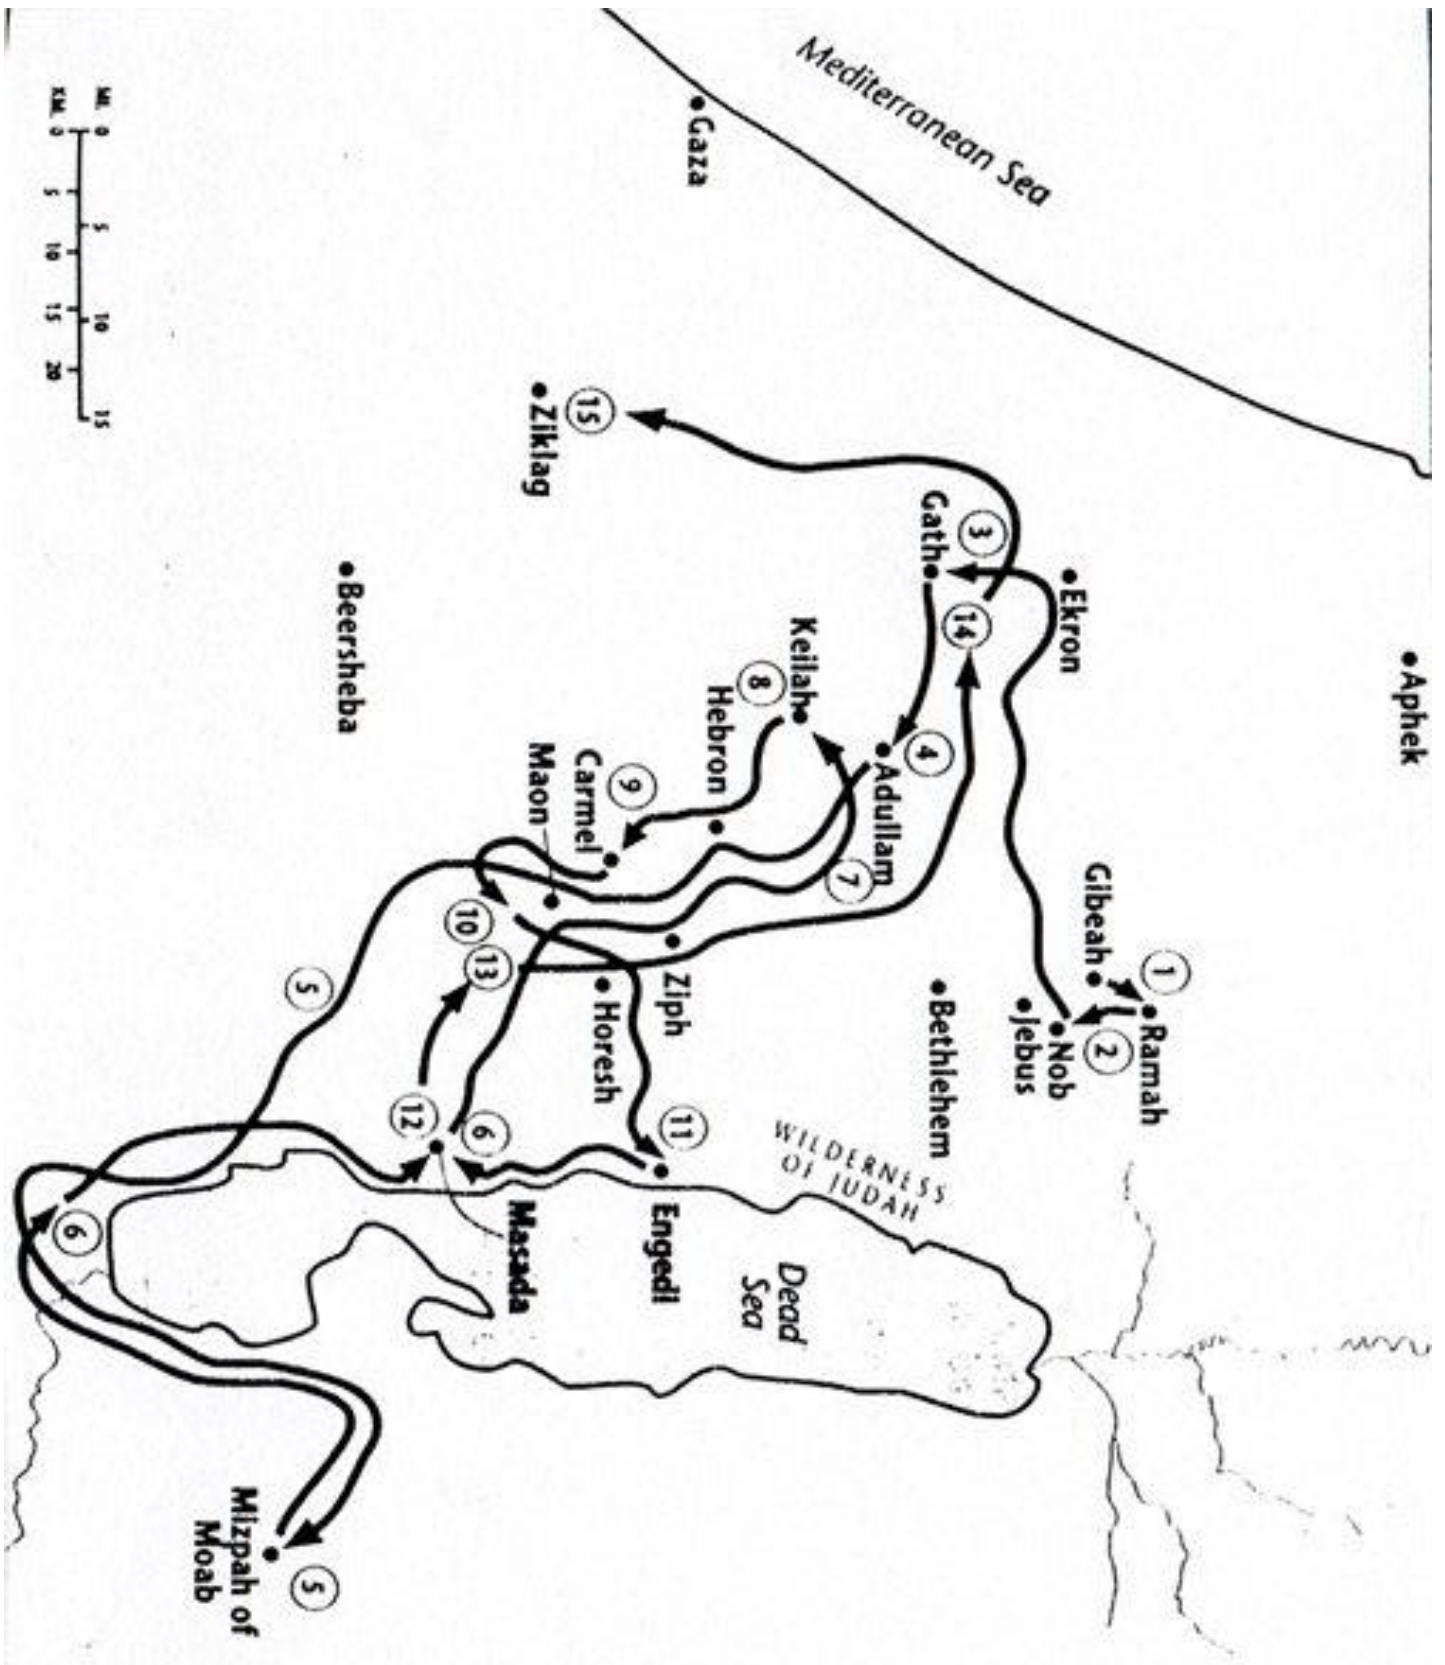 Mediterranean Sea
Aphek
Ekron
Gibeah
1
Ramah
2
Nob
Jebus
Gaza
3
Gath
14
4
Adullam
Bethlehem
WILDERNESS
OF JUDAH
Keilah
8
7
Hebron
Ziph
11
Engedi
Dead
Sea
15
Ziklag
9
Carmel
Maon
Horesh
10
13
12
6
Masada
Beersheba
5
6
Mizpah of
Moab
5
MI. 0 5 10 15
KM. 0 5 10 15 20